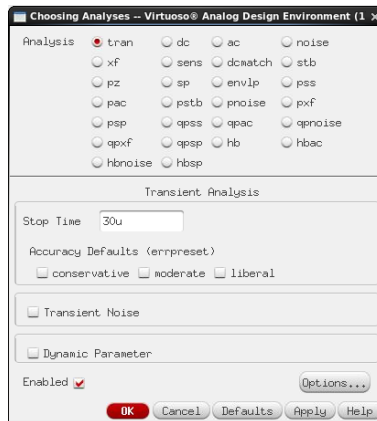 Choosing Analyses -- Virtuoso® Analog Design Environment (1
Analysis tran dc ac noise
xf sens dcmatch stb
pz sp envlp pss
pac pstb pnoise pxf
psp qpss qpac qpnoise
qpxf qpsp hb hbac
hbnoise hbsp
Transient Analysis
Stop Time 30u
Accuracy Defaults (errpreset)
conservative moderate liberal
Transient Noise
Dynamic Parameter
Enabled Options...
OK Cancel Defaults Apply Help